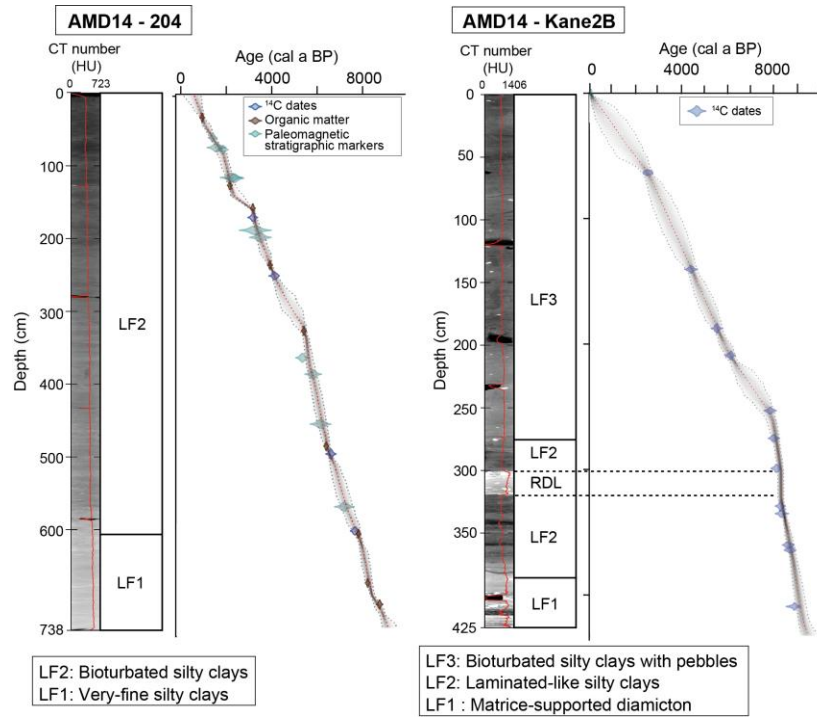 AMD14 - 204
CT number
(HU)
0 723
Age (cal a BP)
0 4000 8000
¹⁴C dates
Organic matter
Paleomagnetic
stratigraphic markers
Depth (cm)
0
100
200
300
400
500
600
738
LF2
LF1
LF2: Bioturbated silty clays
LF1: Very-fine silty clays
AMD14 - Kane2B
CT number
(HU)
0 1406
Age (cal a BP)
0 4000 8000
¹⁴C dates
Depth (cm)
0
50
100
150
200
250
300
350
400
425
LF3
LF2
RDL
LF2
LF1
LF3: Bioturbated silty clays with pebbles
LF2: Laminated-like silty clays
LF1 : Matrice-supported diamicton